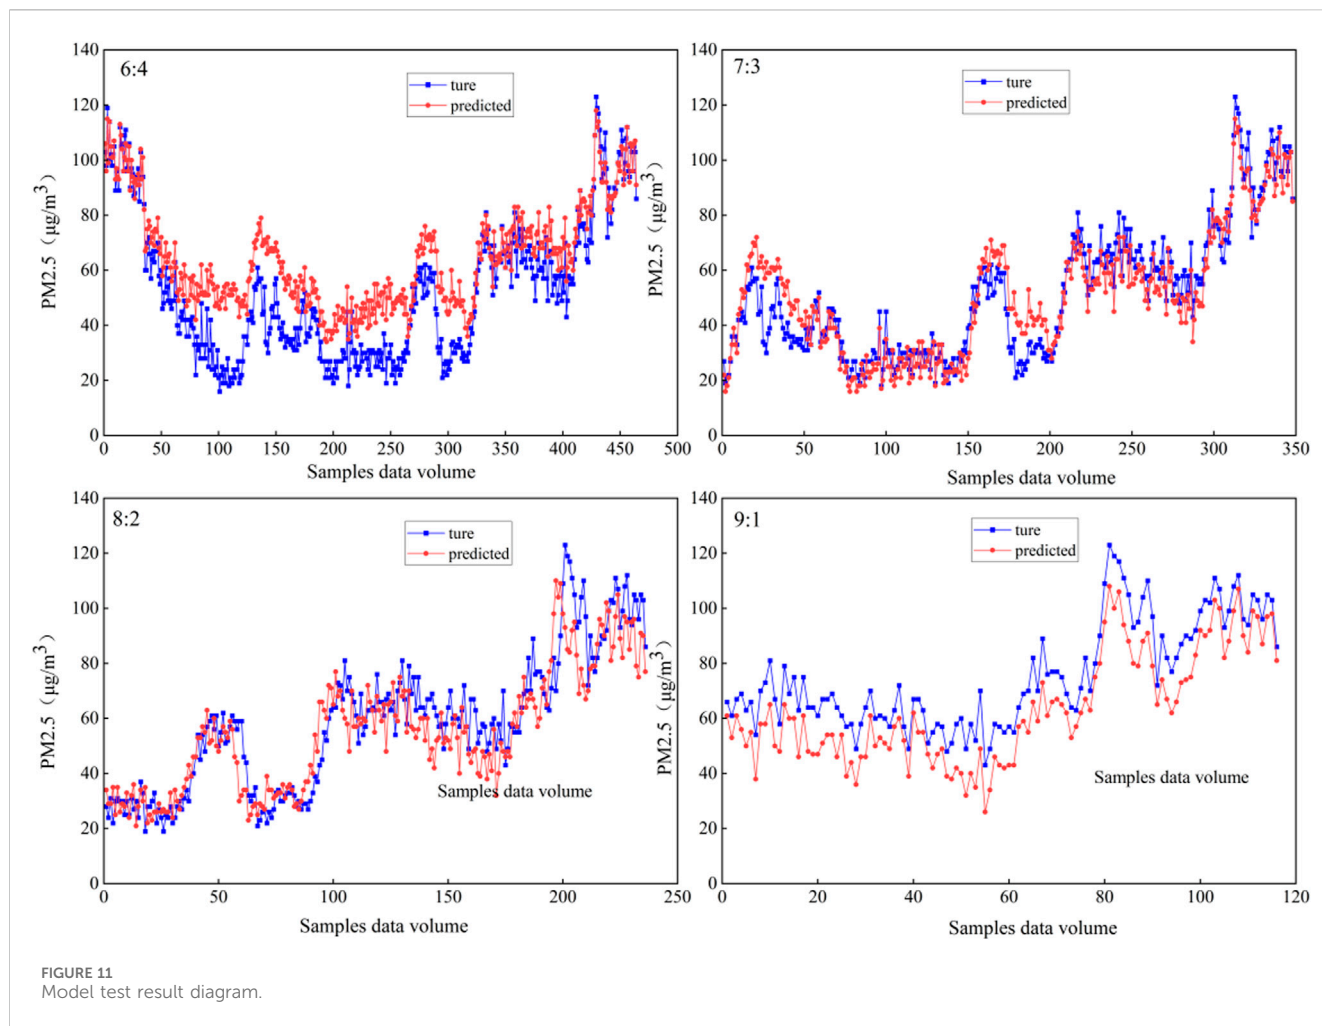 140
120
100
80
60
40
20
0
PM2.5（μg/m³）
6:4
ture
predicted
0 50 100 150 200 250 300 350 400 450 500
Samples data volume
140
120
100
80
60
40
20
0
PM2.5（μg/m³）
7:3
ture
predicted
0 50 100 150 200 250 300 350
Samples data volume
140
120
100
80
60
40
20
0
PM2.5（μg/m³）
8:2
ture
predicted
Samples data volume
0 50 100 150 200 250
Samples data volume
140
120
100
80
60
40
20
0
PM2.5（μg/m³）
9:1
ture
predicted
Samples data volume
0 20 40 60 80 100 120
Samples data volume
FIGURE 11
Model test result diagram.